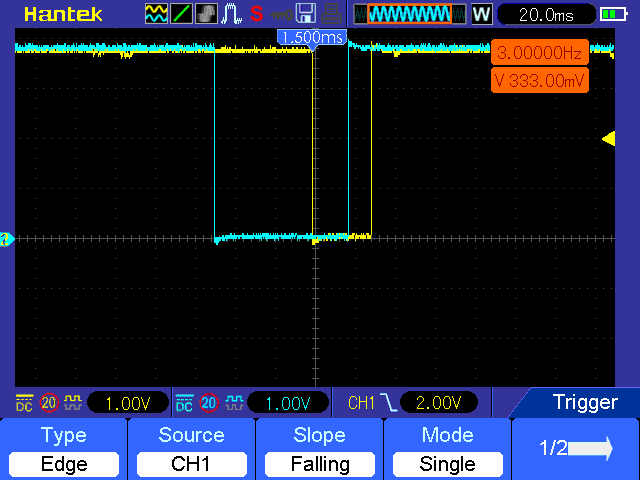 Hantek S W 20.0ms
1.500ms
3.00000Hz
V 333.00mV
DC 20 1.00V DC 20 1.00V CH1 2.00V Trigger
Type Source Slope Mode
Edge CH1 Falling Single 1/2